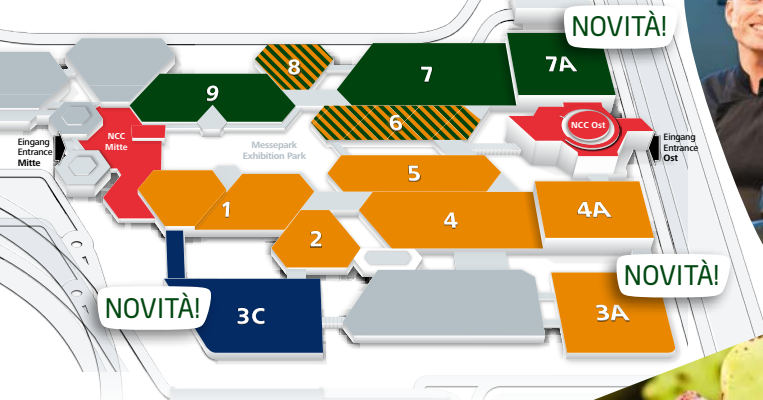 NOVITÀ!
8
7
7A
9
6
NCC Ost
NCC
Mitte
Eingang
Entrance
Mitte
Messepark
Exhibition Park
Eingang
Entrance
Ost
5
1
4
4A
2
NOVITÀ!
NOVITÀ!
3C
3A